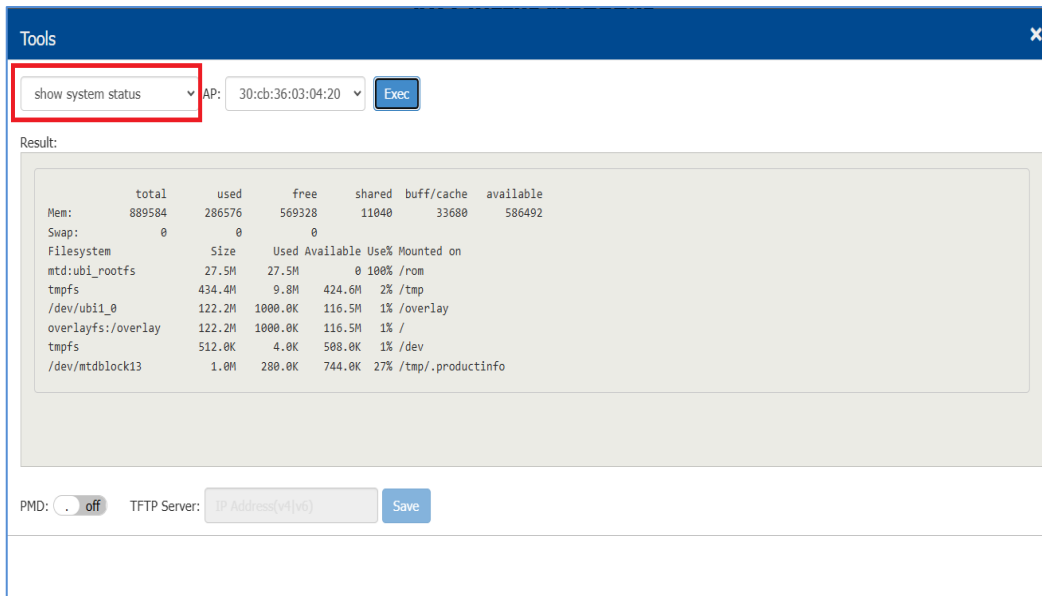 Tools ×
show system status AP: 30:cb:36:03:04:20 Exec
Result:
total used free shared buff/cache available
Mem: 889584 286576 569328 11040 33680 586492
Swap: 0 0 0
Filesystem Size Used Available Use% Mounted on
mtd:ubi_rootfs 27.5M 27.5M 0 100% /rom
tmpfs 434.4M 9.8M 424.6M 2% /tmp
/dev/ubi1_0 122.2M 1000.0K 116.5M 1% /overlay
overlayfs:/overlay 122.2M 1000.0K 116.5M 1% /
tmpfs 512.0K 4.0K 508.0K 1% /dev
/dev/mtdblock13 1.0M 280.0K 744.0K 27% /tmp/.productinfo
PMD: . off TFTP Server: IP Address(v4|v6) Save